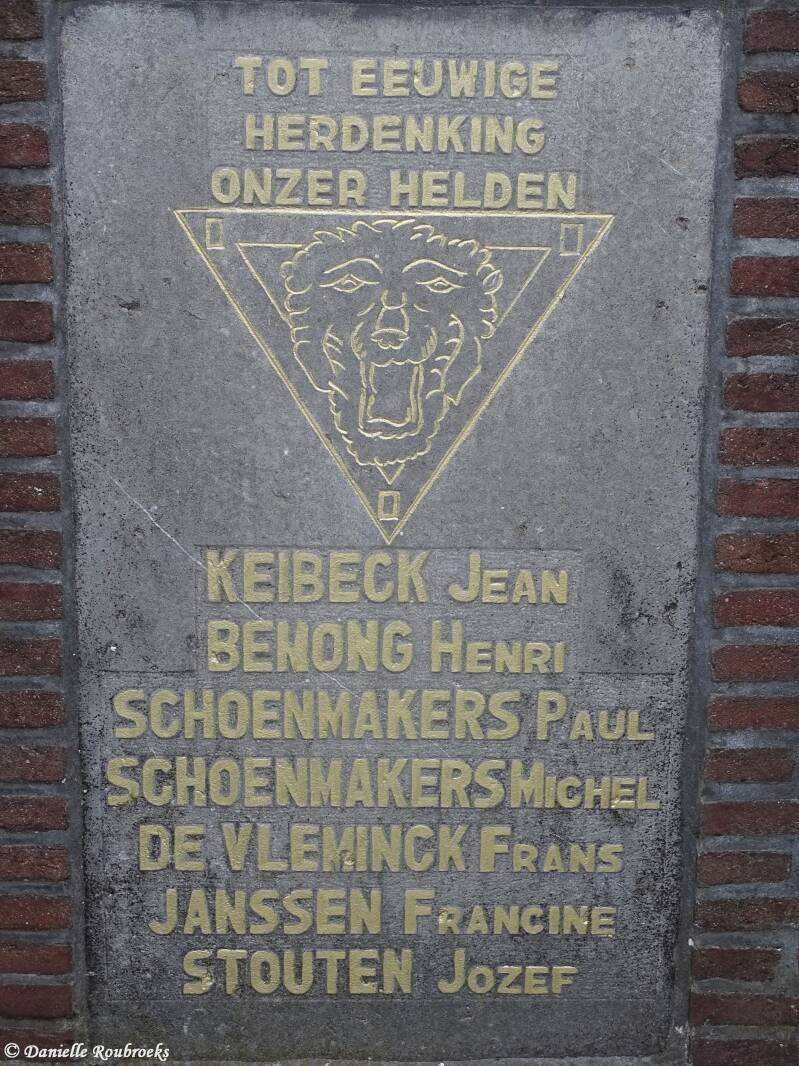 TOT EEUWIGE
HERDENKING
ONZER HELDEN
KEIBECK JEAN
BEMONG HENRI
SCHOENMAKERS PAUL
SCHOENMAKERS MICHEL
DE VLEMINCK FRANS
JANSSEN FRANCINE
STOUTEN JOZEF
© Danielle Roubroeks